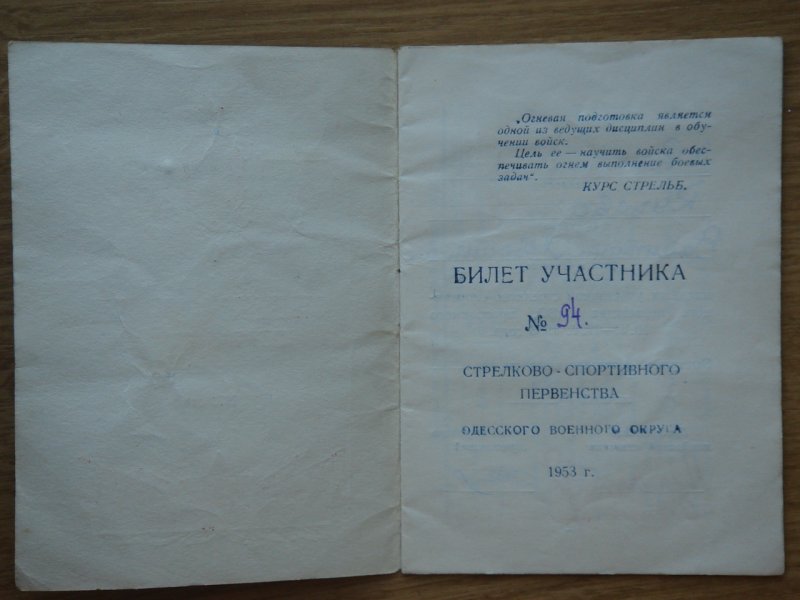 „Огневая подготовка является
одной из ведущих дисциплин в обу-
чении войск.
Цель ее — научить войска обес-
печивать огнем выполнение боевых
задач“.
КУРС СТРЕЛЬБ.
БИЛЕТ УЧАСТНИКА
№ 94.
СТРЕЛКОВО-СПОРТИВНОГО
ПЕРВЕНСТВА
ОДЕССКОГО ВОЕННОГО ОКРУГА
1953 г.